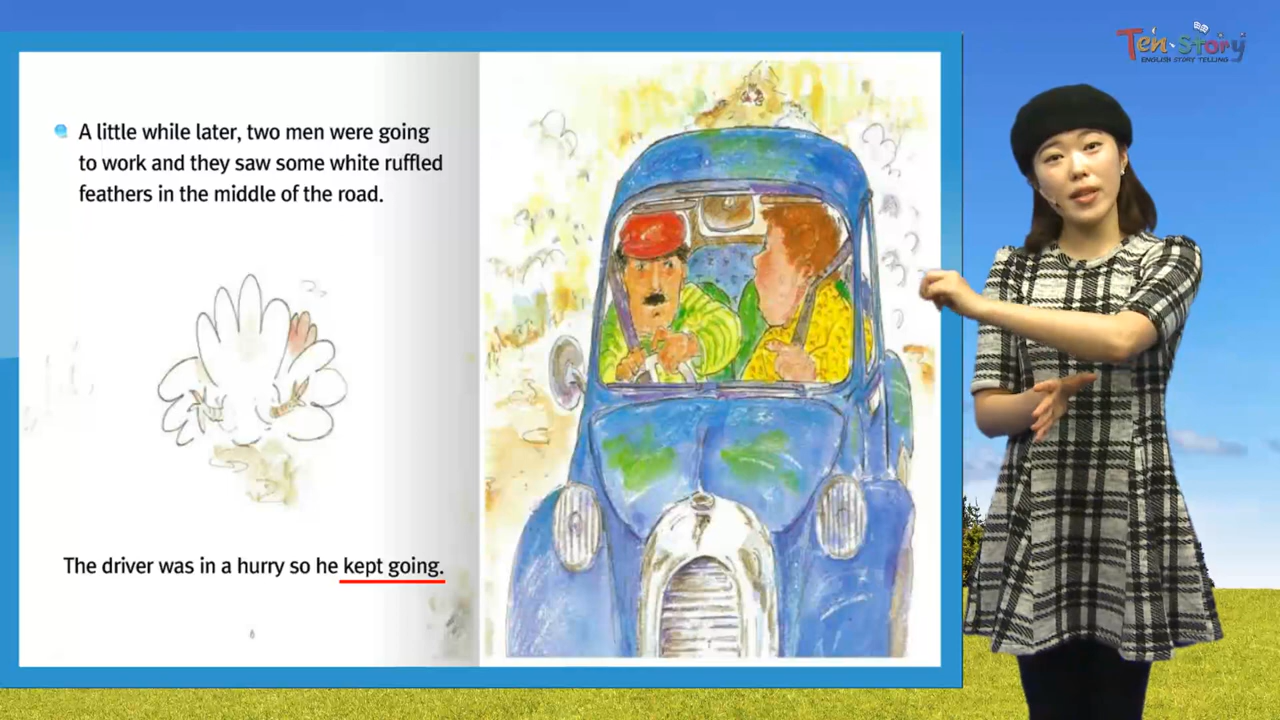 Ten Story
ENGLISH STORY TELLING
A little while later, two men were going
to work and they saw some white ruffled
feathers in the middle of the road.
The driver was in a hurry so he kept going.
6